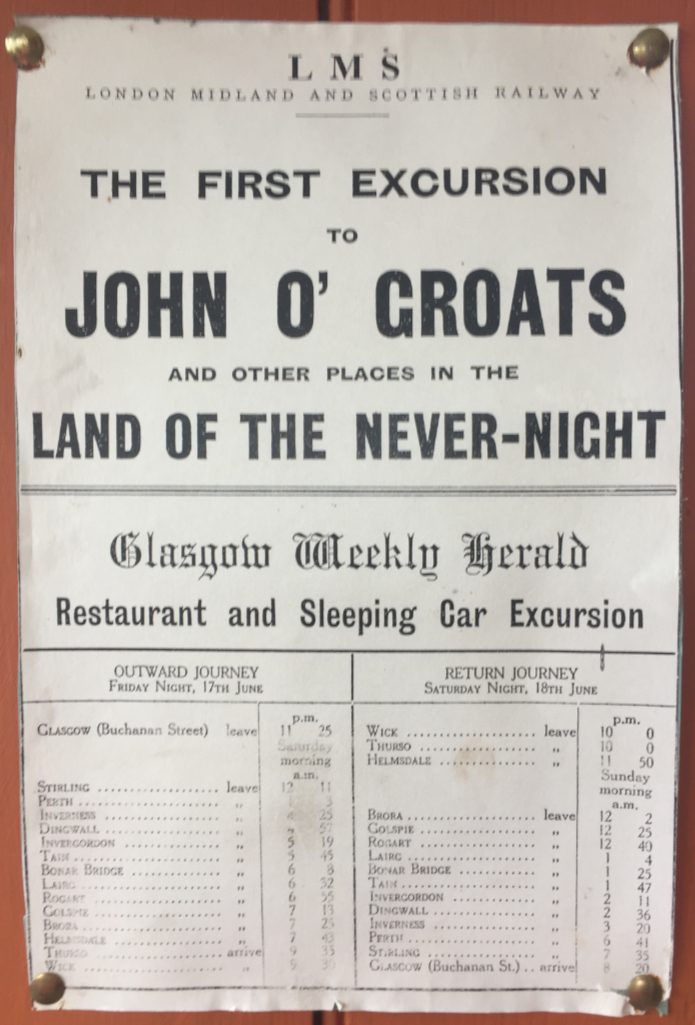 L M S
LONDON MIDLAND AND SCOTTISH RAILWAY
THE FIRST EXCURSION
TO
JOHN O' GROATS
AND OTHER PLACES IN THE
LAND OF THE NEVER-NIGHT
Glasgow Weekly Herald
Restaurant and Sleeping Car Excursion
OUTWARD JOURNEY
FRIDAY NIGHT, 17TH JUNE
p.m.
GLASGOW (Buchanan Street) leave 11 25
Saturday
morning
a.m.
STIRLING .................... leave 12 11
PERTH .................... „ 3
INVERNESS .................... „ 4 25
DINGWALL .................... „ 57
INVERGORDON .................... „ 5 19
TAIN .................... „ 5 45
BONAR BRIDGE .................... „ 6 8
LAIRG .................... „ 6 32
ROGART .................... „ 6 55
GOLSPIE .................... „ 7 13
BRORA .................... „ 7 25
HELMSDALE .................... „ 7 43
THURSO .................... arrive 9 35
WICK .................... „ 9 30
RETURN JOURNEY
SATURDAY NIGHT, 18TH JUNE
p.m.
WICK .................... leave 10 0
THURSO .................... „ 10 0
HELMSDALE .................... „ 11 50
Sunday
morning
a.m.
BRORA .................... leave 12 2
GOLSPIE .................... „ 12 25
ROGART .................... „ 12 40
LAIRG .................... „ 1 4
BONAR BRIDGE .................... „ 1 25
TAIN .................... „ 1 47
INVERGORDON .................... „ 2 11
DINGWALL .................... „ 2 36
INVERNESS .................... „ 3 20
PERTH .................... „ 6 41
STIRLING .................... „ 7 35
GLASGOW (Buchanan St.) .. arrive 8 20